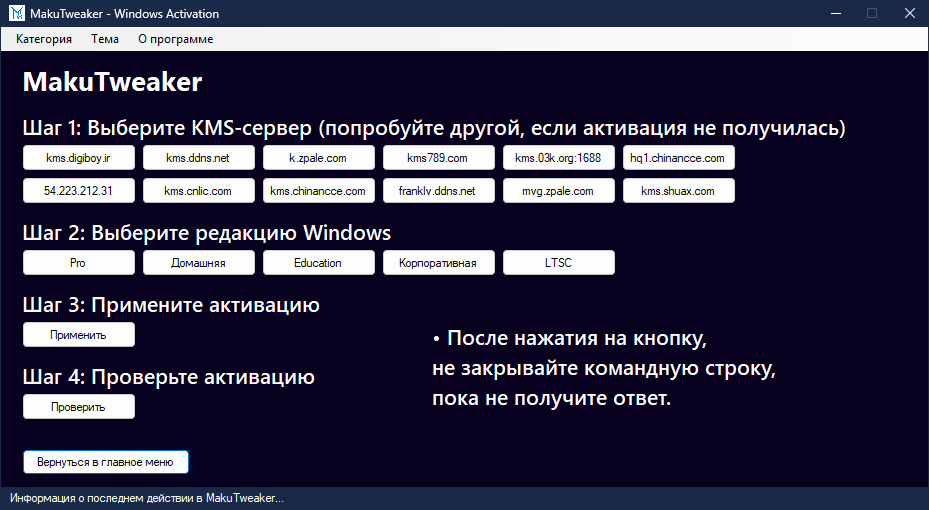 MakuTweaker - Windows Activation
Категория Тема О программе
MakuTweaker
Шаг 1: Выберите KMS-сервер (попробуйте другой, если активация не получилась)
kms.digiboy.ir kms.ddns.net k.zpale.com kms789.com kms.03k.org:1688 hq1.chinancce.com
54.223.212.31 kms.cnlic.com kms.chinancce.com franklv.ddns.net mvg.zpale.com kms.shuax.com
Шаг 2: Выберите редакцию Windows
Pro Домашняя Education Корпоративная LTSC
Шаг 3: Примените активацию
Применить
• После нажатия на кнопку,
не закрывайте командную строку,
пока не получите ответ.
Шаг 4: Проверьте активацию
Проверить
Вернуться в главное меню
Информация о последнем действии в MakuTweaker...